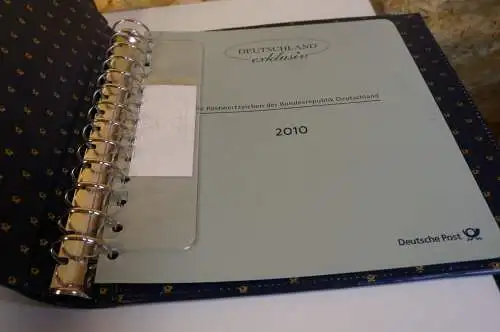 DEUTSCHLAND
exklusiv
Postwertzeichen der Bundesrepublik Deutschland
2010
Deutsche Post